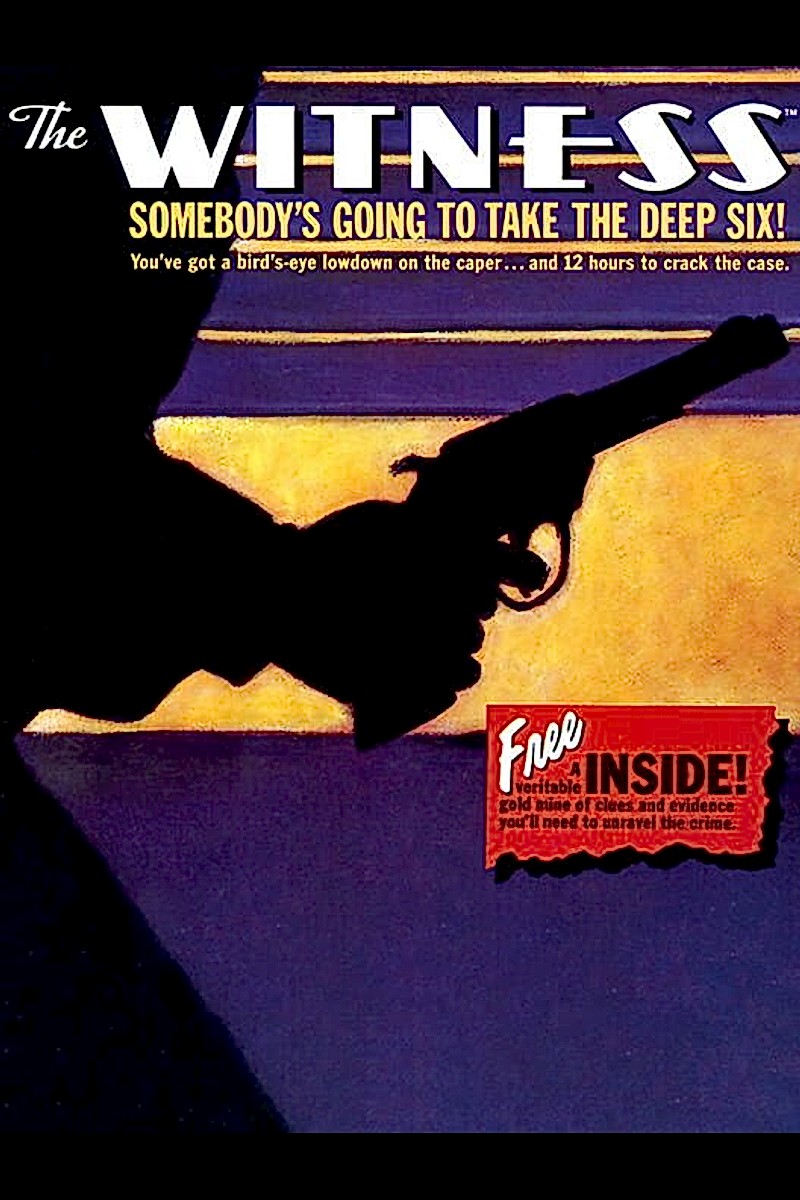 The WITNESS™
SOMEBODY'S GOING TO TAKE THE DEEP SIX!
You've got a bird's-eye lowdown on the caper... and 12 hours to crack the case.
Free
A
veritable INSIDE!
gold mine of clues and evidence
you'll need to unravel the crime.